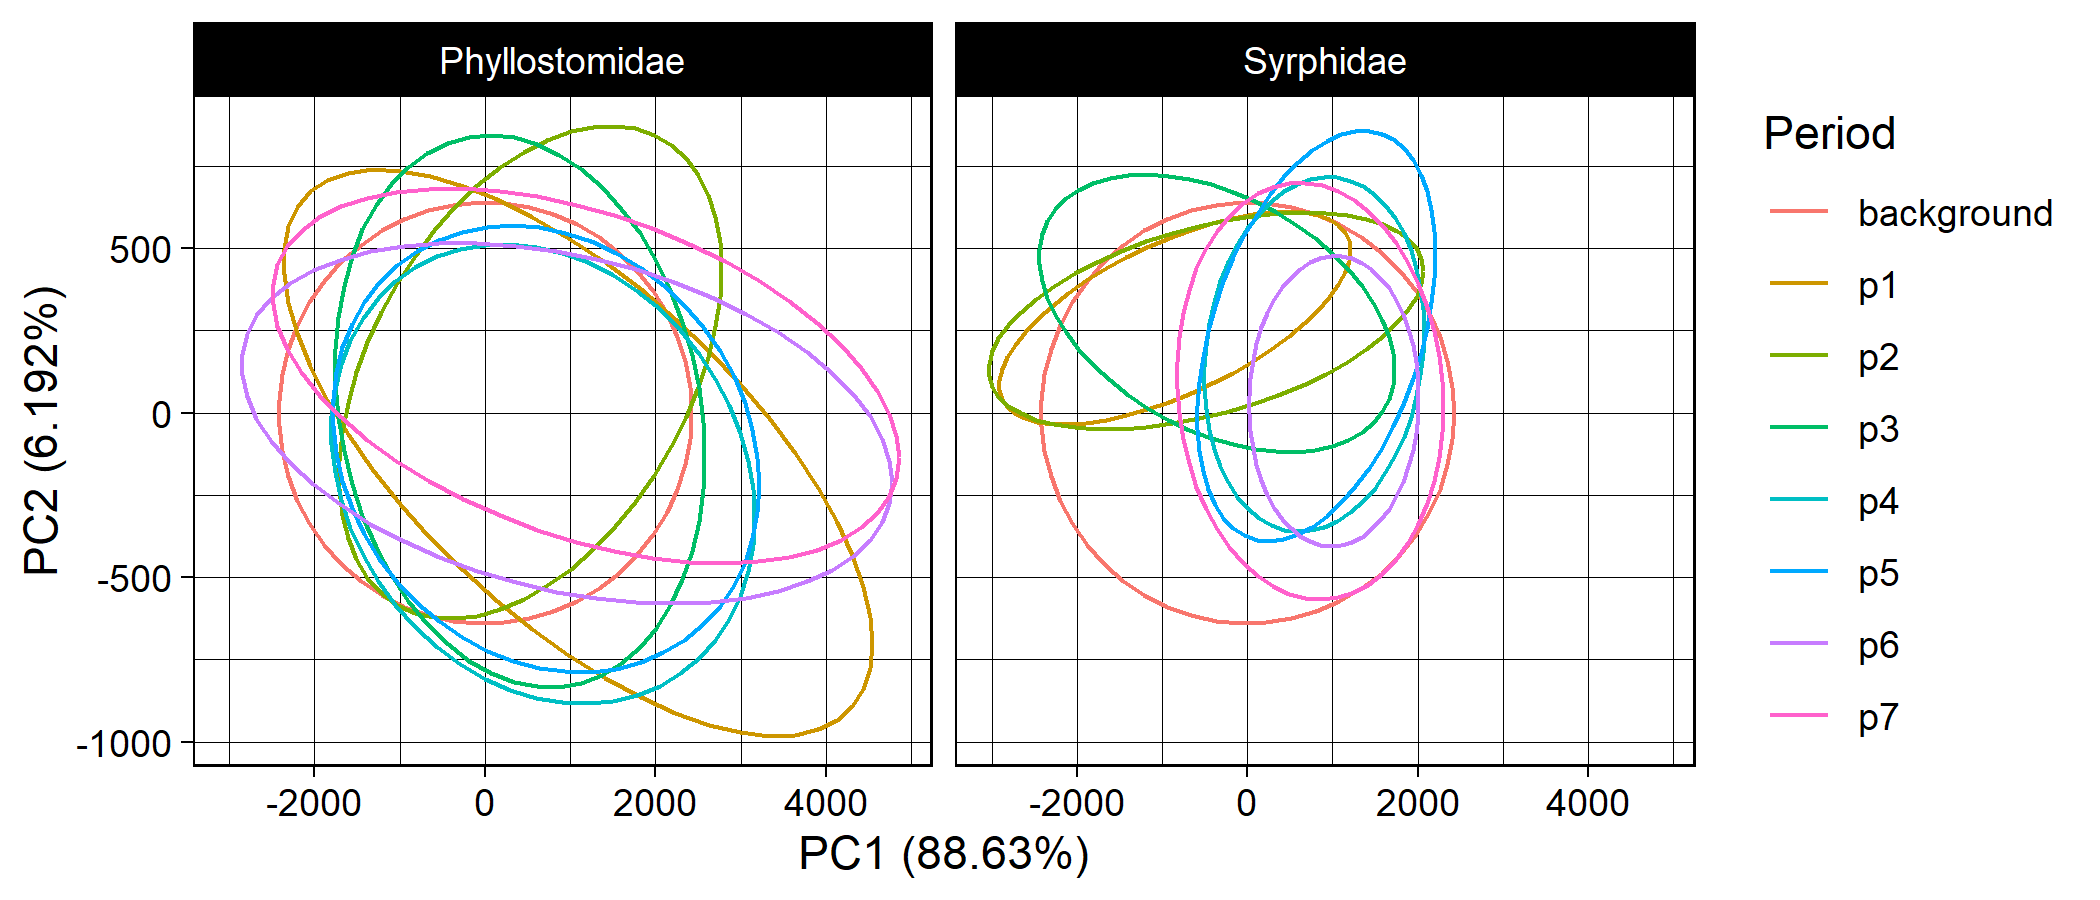 Phyllostomidae
Syrphidae
Period
background
p1
p2
p3
p4
p5
p6
p7
PC2 (6.192%)
500
0
-500
-1000
-2000 0 2000 4000
-2000 0 2000 4000
PC1 (88.63%)